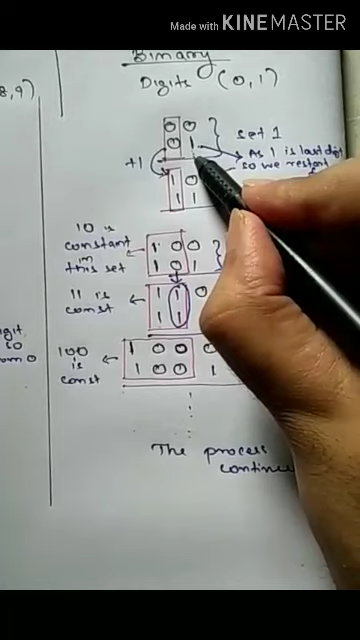 Made with KINEMASTER
Binary
8,9)
Digits (0,1)
0 0
0 1
set 1
+1
As 1 is last digit
so we restart
1 0
1 1
10 is
constant
in
this set
1 0 0
1 0 1
11 is
const
1 1 0
1 1 1
100
is
const
1 0 0 0
1 0 0 1
digit
so
from 0
The process
continue